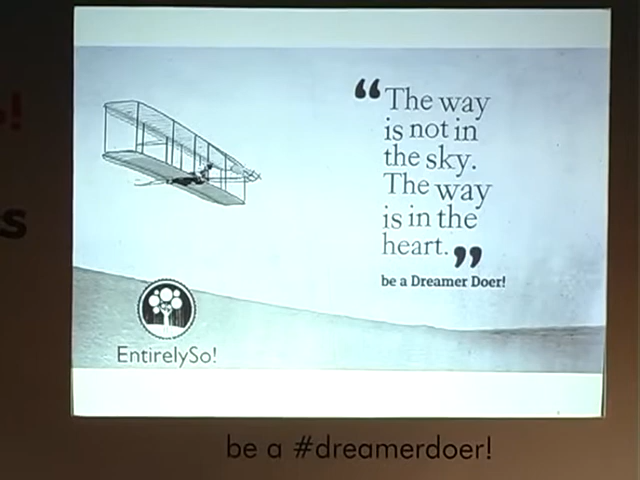 “The way
is not in
the sky.
The way
is in the
heart.”
be a Dreamer Doer!
EntirelySo!
be a #dreamerdoer!